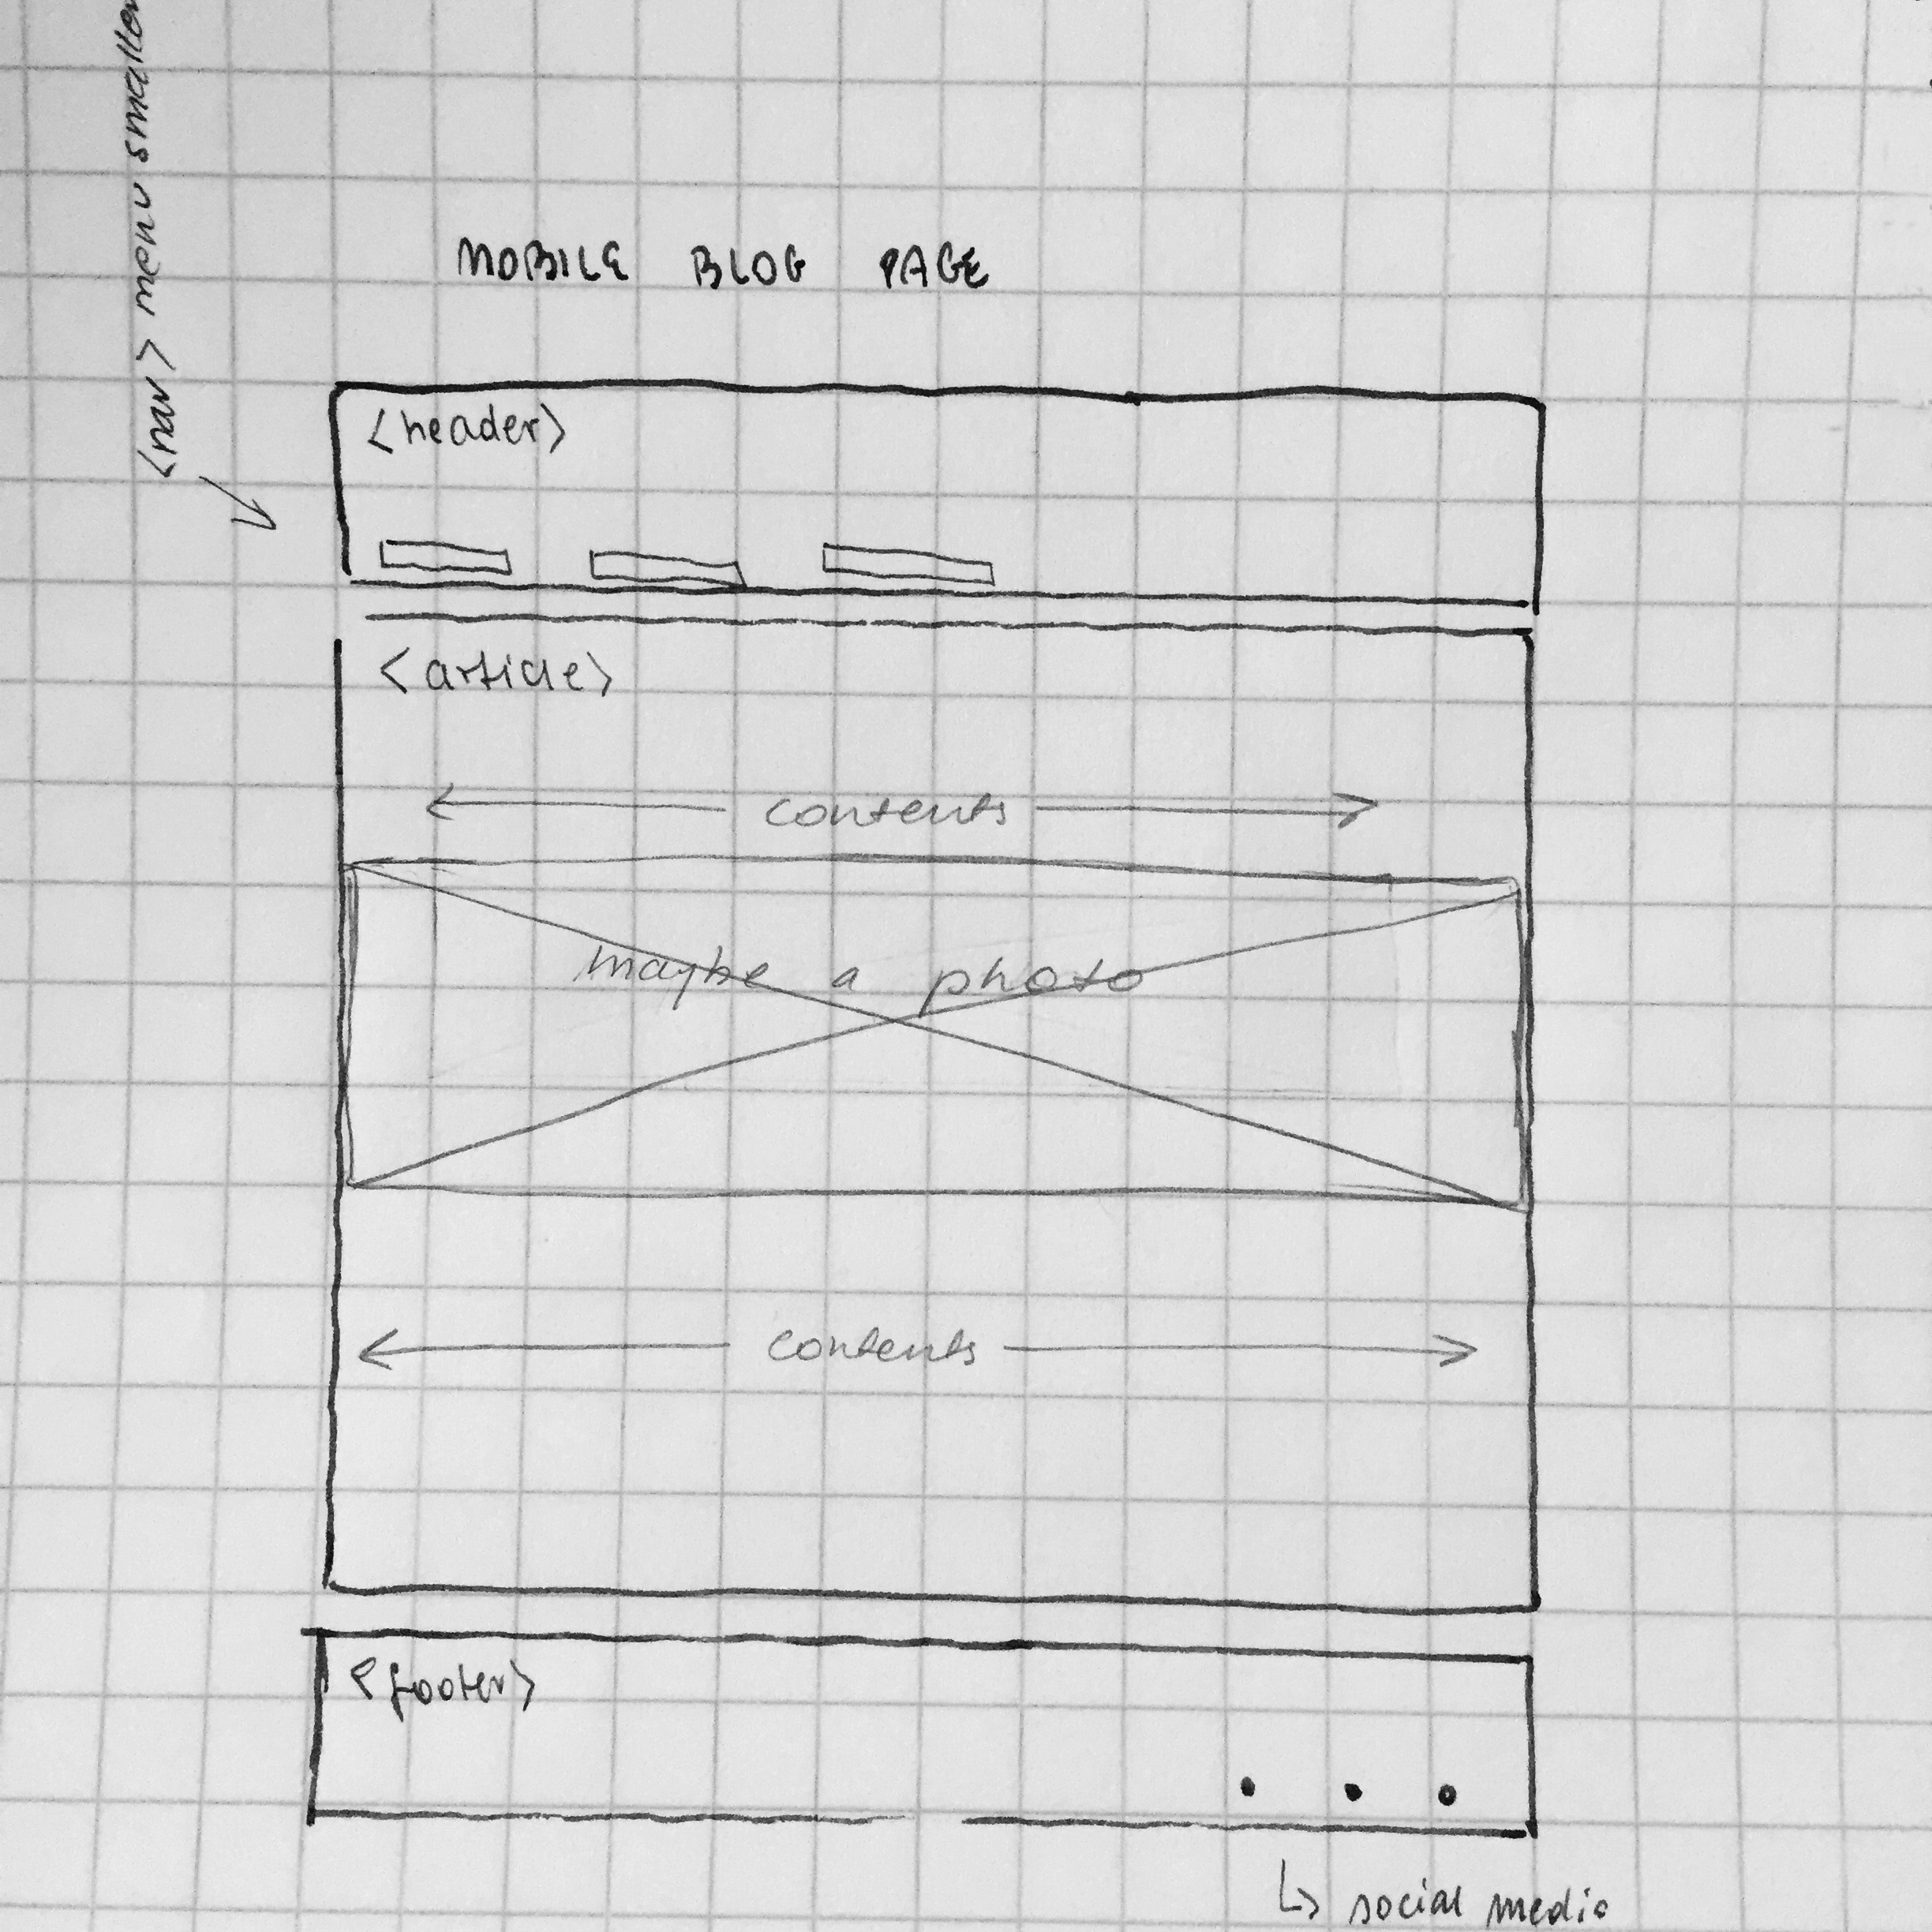 <nav> menu smaller
MOBILE BLOG PAGE
<header>
<article>
contents
maybe a photo
contents
<footer>
social media